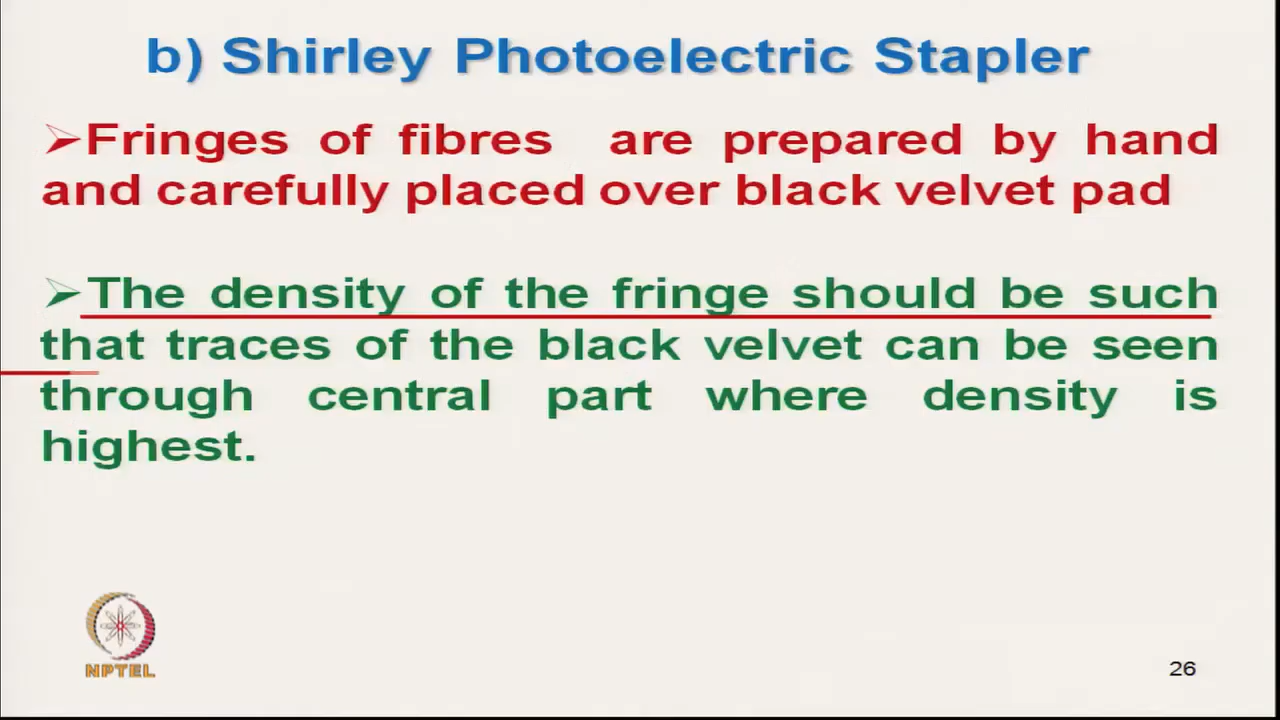 b) Shirley Photoelectric Stapler
➢Fringes of fibres are prepared by hand
and carefully placed over black velvet pad
➢The density of the fringe should be such
that traces of the black velvet can be seen
through central part where density is
highest.
NPTEL
26